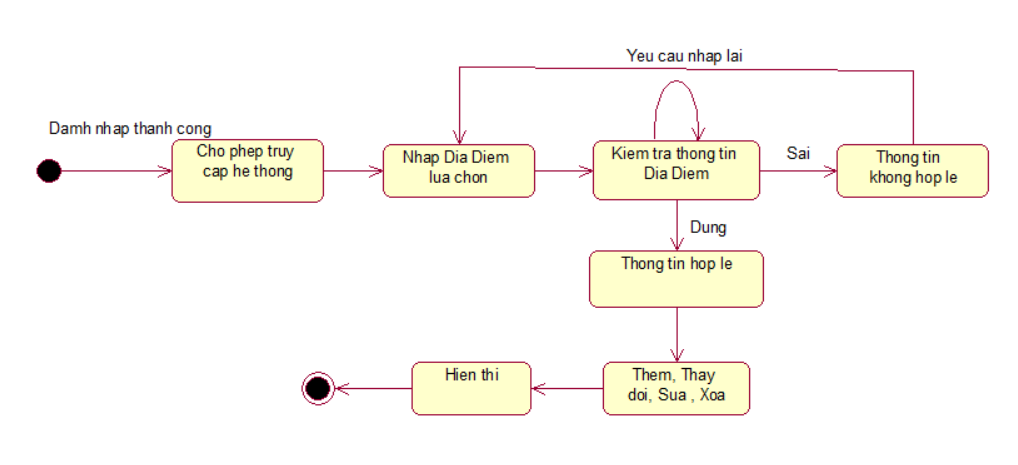 Yeu cau nhap lai
Damh nhap thanh cong
Cho phep truy
cap he thong
Nhap Dia Diem
lua chon
Kiem tra thong tin
Dia Diem
Sai
Thong tin
khong hop le
Dung
Thong tin hop le
Hien thi
Them, Thay
doi, Sua , Xoa